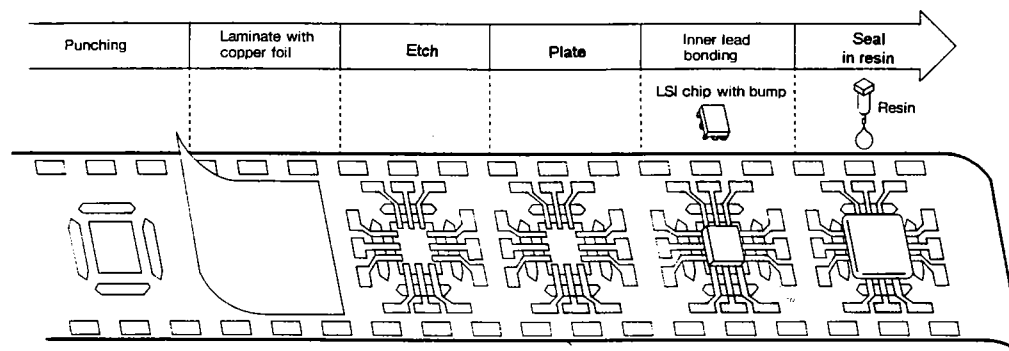 Punching
Laminate with
copper foil
Etch
Plate
Inner lead
bonding
Seal
in resin
LSI chip with bump
Resin